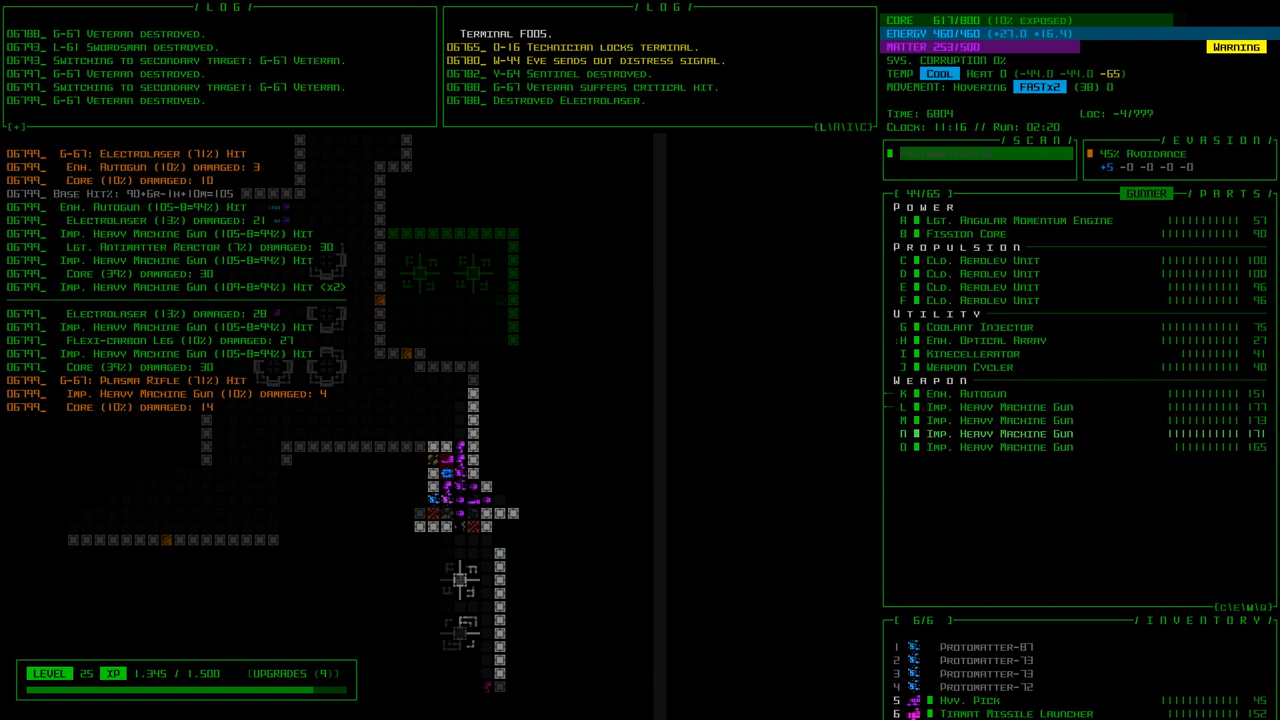 / L O G /
06788_ G-67 Veteran destroyed.
06793_ L-61 Swordsman destroyed.
06793_ Switching to secondary target: G-67 Veteran.
06797_ G-67 Veteran destroyed.
06797_ Switching to secondary target: G-67 Veteran.
06799_ G-67 Veteran destroyed.
[+]
/ L O G /
Terminal F00S.
06765_ O-16 Technician locks terminal.
06780_ W-44 Eye sends out distress signal.
06782_ Y-64 Sentinel destroyed.
06788_ G-67 Veteran suffers critical hit.
06788_ Destroyed Electrolaser.
[L\A\I\C]
06799_ G-67: Electrolaser (71%) Hit
06799_ Enh. Autogun (10%) damaged: 3
06799_ Core (10%) damaged: 10
06799_ Base Hit%: 90+6r-1h+10m=105
06799_ Enh. Autogun (105-8=94%) Hit
06799_ Electrolaser (13%) damaged: 21
06799_ Imp. Heavy Machine Gun (105-8=94%) Hit
06799_ Lgt. Antimatter Reactor (7%) damaged: 30
06799_ Imp. Heavy Machine Gun (105-8=94%) Hit
06799_ Core (39%) damaged: 30
06799_ Imp. Heavy Machine Gun (109-8=94%) Hit <x2>
06797_ Electrolaser (13%) damaged: 28
06797_ Imp. Heavy Machine Gun (105-8=94%) Hit
06797_ Flexi-carbon Leg (10%) damaged: 27
06797_ Imp. Heavy Machine Gun (105-8=94%) Hit
06797_ Core (39%) damaged: 30
06799_ G-67: Plasma Rifle (71%) Hit
06799_ Imp. Heavy Machine Gun (10%) damaged: 4
06799_ Core (10%) damaged: 14
LEVEL 25 XP 1,345 / 1,500 [UPGRADES (9)]
Core 617/800 (10% exposed)
Energy 460/460 (+27.0 +16.4)
Matter 253/500 Warning
Sys. Corruption 0%
Temp Cool Heat 0 (-44.0 -44.0 -65)
Movement: Hovering FASTx2 (38) 0
Time: 6804 Loc: -4/???
Clock: 11:16 // Run: 02:20
/ S C A N /
/ E V A S I O N /
45% Avoidance
+5 -0 -0 -0 -0
[ 44/65 ] GUNNER / P A R T S /
P o w e r
A Lgt. Angular Momentum Engine 57
B Fission Core 90
P r o p u l s i o n
C Cld. Aerolev Unit 100
D Cld. Aerolev Unit 100
E Cld. Aerolev Unit 96
F Cld. Aerolev Unit 96
U t i l i t y
G Coolant Injector 75
H Enh. Optical Array 27
I Kinecellerator 41
J Weapon Cycler 40
W e a p o n
K Enh. Autogun 151
L Imp. Heavy Machine Gun 177
M Imp. Heavy Machine Gun 173
N Imp. Heavy Machine Gun 171
O Imp. Heavy Machine Gun 165
[C\E\W\Q]
[ 6/6 ] / I N V E N T O R Y /
1 Protomatter-87
2 Protomatter-73
3 Protomatter-73
4 Protomatter-72
5 Hvy. Pick 45
6 Tiamat Missile Launcher 152